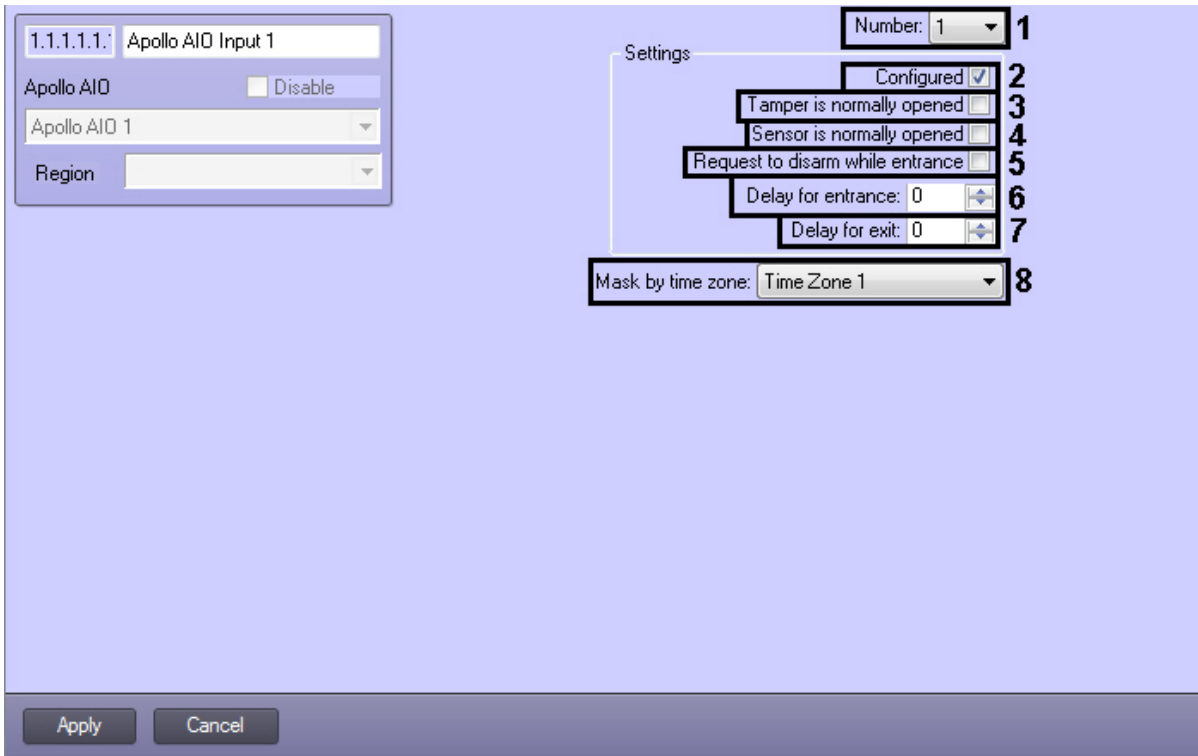 1.1.1.1.1. Apollo AIO Input 1
Apollo AIO Disable
Apollo AIO 1
Region
Number: 1 1
Settings
Configured 2
Tamper is normally opened 3
Sensor is normally opened 4
Request to disarm while entrance 5
Delay for entrance: 0 6
Delay for exit: 0 7
Mask by time zone: Time Zone 1 8
Apply Cancel